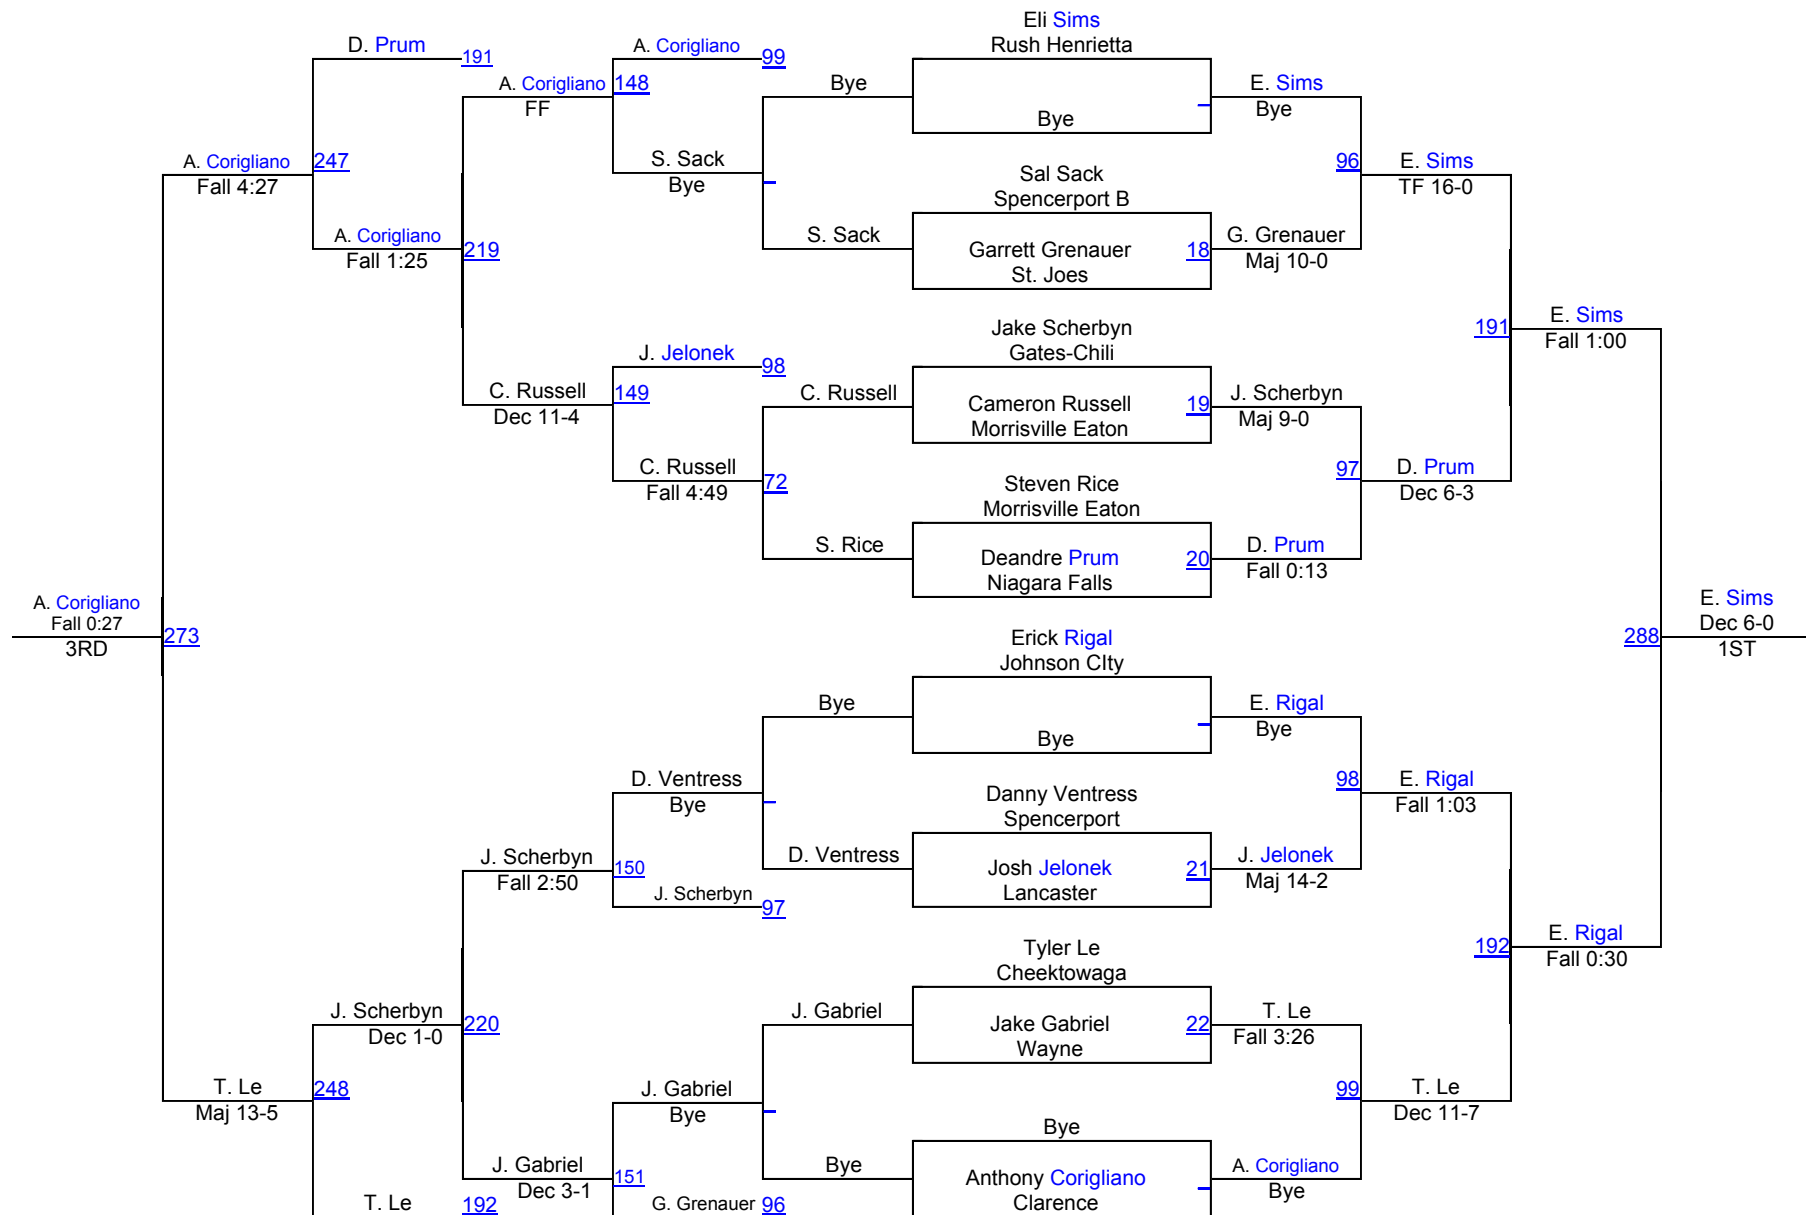 Eli Sims
Rush Henrietta
D. Prum
191
A. Corigliano
99
A. Corigliano
148
FF
Bye
E. Sims
Bye
Bye
S. Sack
Bye
A. Corigliano
247
Fall 4:27
96
E. Sims
TF 16-0
Sal Sack
Spencerport B
A. Corigliano
Fall 1:25
219
S. Sack
Garrett Grenauer
St. Joes
18
G. Grenauer
Maj 10-0
Jake Scherbyn
Gates-Chili
191
E. Sims
Fall 1:00
J. Jelonek
98
C. Russell
Dec 11-4
149
C. Russell
Cameron Russell
Morrisville Eaton
19
J. Scherbyn
Maj 9-0
C. Russell
Fall 4:49
72
Steven Rice
Morrisville Eaton
97
D. Prum
Dec 6-3
S. Rice
Deandre Prum
Niagara Falls
20
D. Prum
Fall 0:13
A. Corigliano
Fall 0:27
3RD
273
Erick Rigal
Johnson CIty
288
E. Sims
Dec 6-0
1ST
Bye
Bye
E. Rigal
Bye
D. Ventress
Bye
Danny Ventress
Spencerport
98
E. Rigal
Fall 1:03
J. Scherbyn
Fall 2:50
150
D. Ventress
Josh Jelonek
Lancaster
21
J. Jelonek
Maj 14-2
J. Scherbyn
97
Tyler Le
Cheektowaga
192
E. Rigal
Fall 0:30
J. Scherbyn
Dec 1-0
220
J. Gabriel
Jake Gabriel
Wayne
22
T. Le
Fall 3:26
T. Le
Maj 13-5
248
J. Gabriel
Bye
99
T. Le
Dec 11-7
Bye
J. Gabriel
Dec 3-1
151
Bye
Anthony Corigliano
Clarence
A. Corigliano
Bye
T. Le
192
G. Grenauer
96